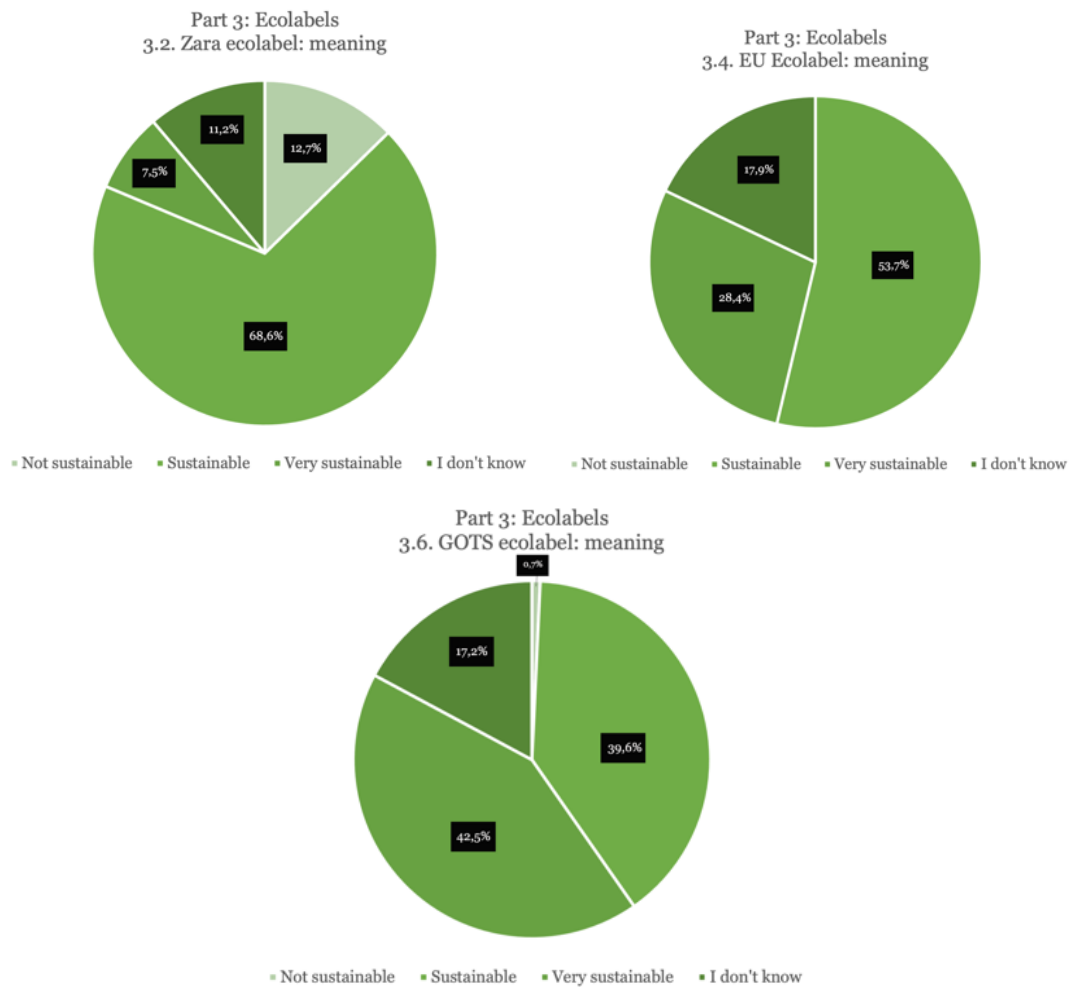 Part 3: Ecolabels
3.2. Zara ecolabel: meaning
11,2%
12,7%
7,5%
68,6%
Not sustainable Sustainable Very sustainable I don't know
Part 3: Ecolabels
3.4. EU Ecolabel: meaning
17,9%
53,7%
28,4%
Not sustainable Sustainable Very sustainable I don't know
Part 3: Ecolabels
3.6. GOTS ecolabel: meaning
0,7%
17,2%
39,6%
42,5%
Not sustainable Sustainable Very sustainable I don't know